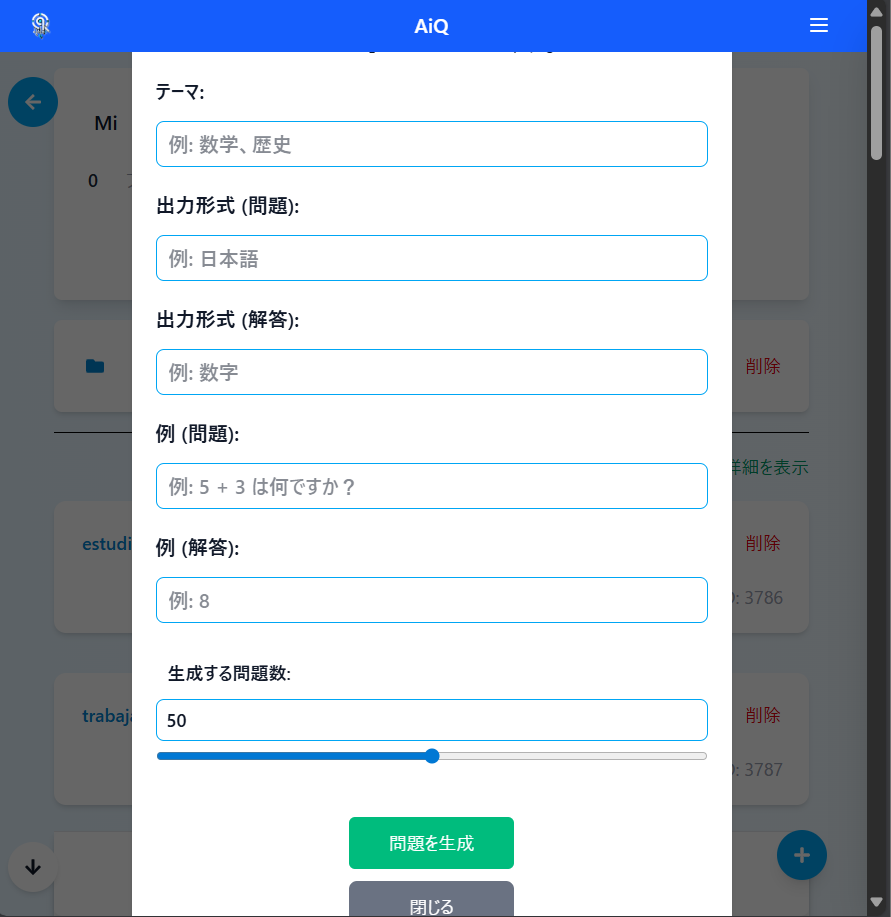 AiQ
Mi
0
テーマ:
例: 数学、歴史
出力形式 (問題):
例: 日本語
出力形式 (解答):
例: 数字
削除
例 (問題):
詳細を表示
例: 5 + 3 は何ですか？
例 (解答):
estudi
削除
例: 8
: 3786
生成する問題数:
50
trabaja
削除
: 3787
問題を生成
閉じる